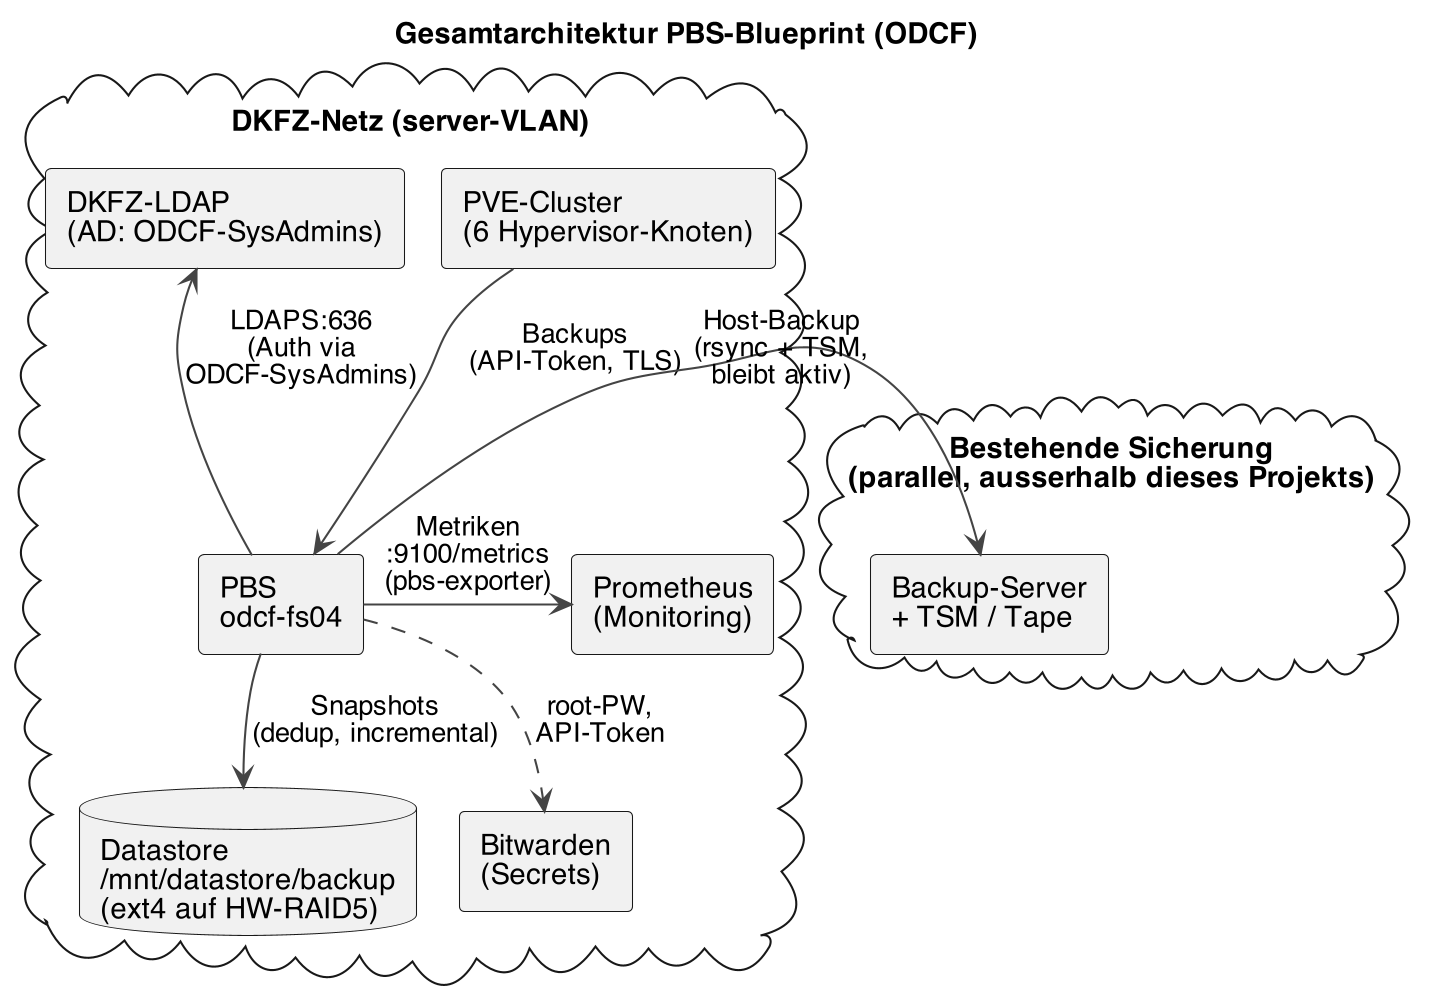 Gesamtarchitektur PBS-Blueprint (ODCF)
DKFZ-Netz (server-VLAN)
DKFZ-LDAP
(AD: ODCF-SysAdmins)
PVE-Cluster
(6 Hypervisor-Knoten)
LDAPS:636
(Auth via
ODCF-SysAdmins)
Backups
(API-Token, TLS)
Host-Backup
(rsync + TSM,
bleibt aktiv)
Bestehende Sicherung
(parallel, ausserhalb dieses Projekts)
PBS
odcf-fs04
Metriken
:9100/metrics
(pbs-exporter)
Prometheus
(Monitoring)
Backup-Server
+ TSM / Tape
Snapshots
(dedup, incremental)
root-PW,
API-Token
Datastore
/mnt/datastore/backup
(ext4 auf HW-RAID5)
Bitwarden
(Secrets)